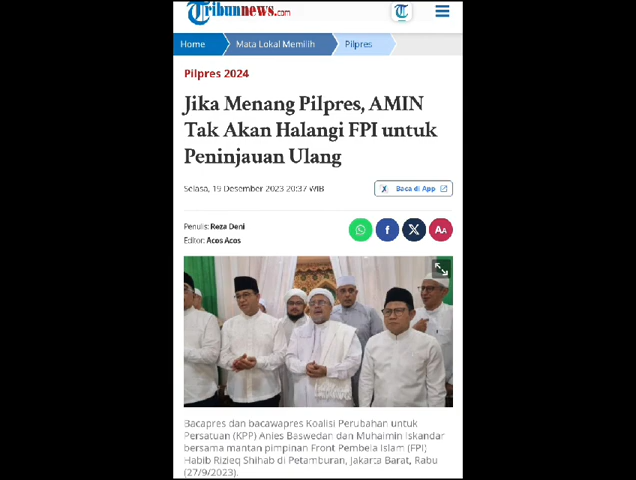 Tribunnews.com
Home Mata Lokal Memilih Pilpres
Pilpres 2024
Jika Menang Pilpres, AMIN
Tak Akan Halangi FPI untuk
Peninjauan Ulang
Selasa, 19 Desember 2023 20:37 WIB
Baca di App
Penulis: Reza Deni
Editor: Acos Acos
AA
Bacapres dan bacawapres Koalisi Perubahan untuk
Persatuan (KPP) Anies Baswedan dan Muhaimin Iskandar
bersama mantan pimpinan Front Pembela Islam (FPI)
Habib Rizieq Shihab di Petamburan, Jakarta Barat, Rabu
(27/9/2023).